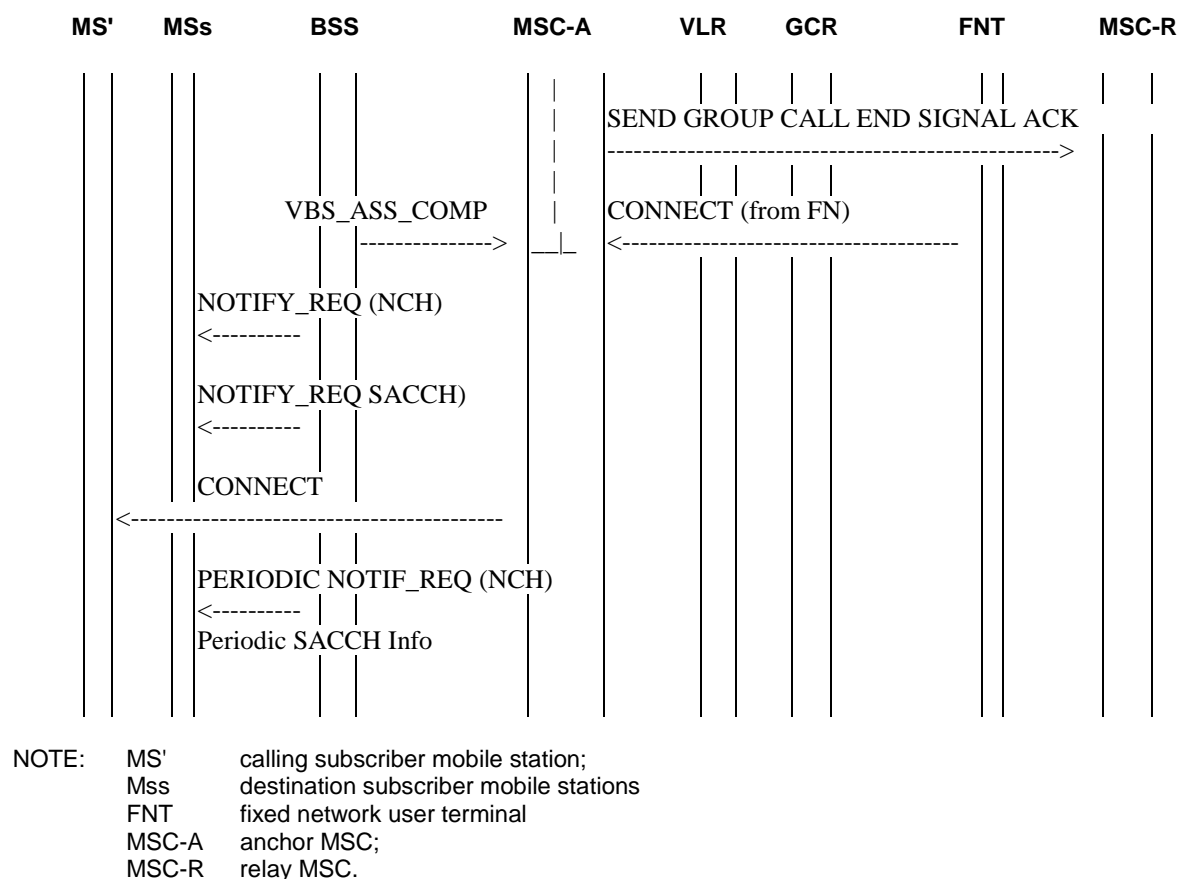 MS' MSs BSS MSC-A VLR GCR FNT MSC-R
SEND GROUP CALL END SIGNAL ACK
VBS_ASS_COMP CONNECT (from FN)
NOTIFY_REQ (NCH)
NOTIFY_REQ SACCH)
CONNECT
PERIODIC NOTIF_REQ (NCH)
Periodic SACCH Info
NOTE: MS' calling subscriber mobile station;
Mss destination subscriber mobile stations
FNT fixed network user terminal
MSC-A anchor MSC;
MSC-R relay MSC.